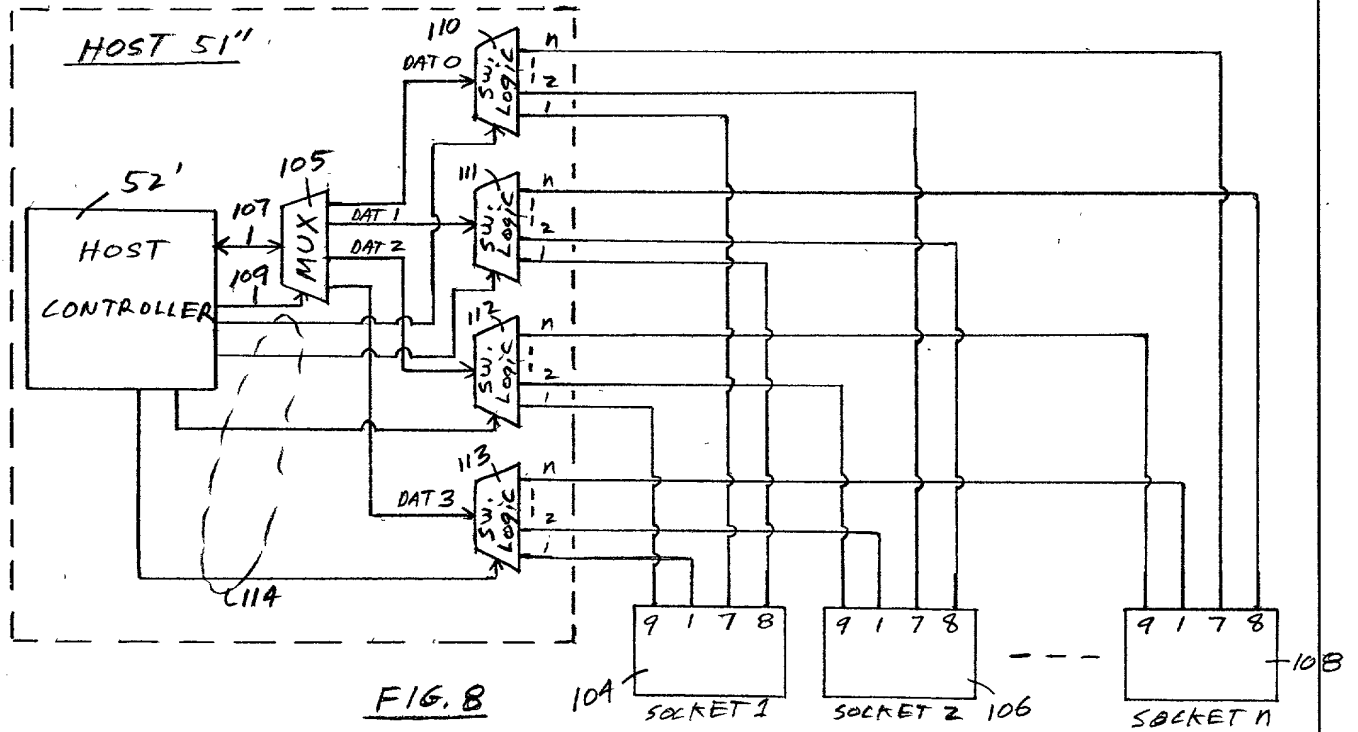 HOST 51"
110
DAT 0
SW. LOGIC
n
2
1
105
52'
107
MUX
DAT 1
111
SW. LOGIC
n
2
1
HOST
CONTROLLER
109
DAT 2
112
SW. LOGIC
n
2
1
113
DAT 3
SW. LOGIC
n
2
1
114
9 1 7 8
9 1 7 8
9 1 7 8
104
106
108
SOCKET 1
SOCKET 2
SOCKET n
FIG. 8